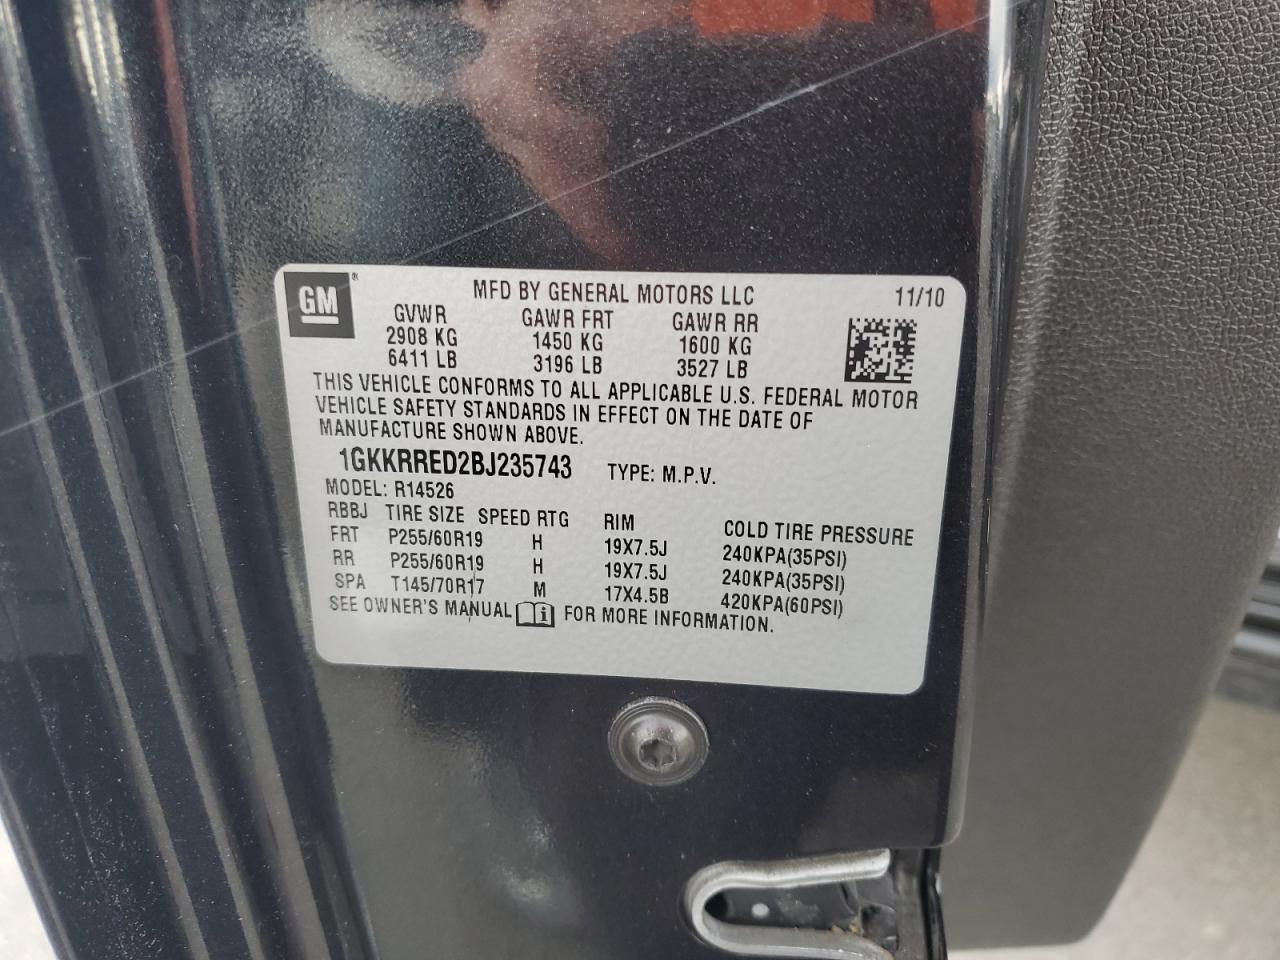 GM®
MFD BY GENERAL MOTORS LLC 11/10
GVWR GAWR FRT GAWR RR
2908 KG 1450 KG 1600 KG
6411 LB 3196 LB 3527 LB
THIS VEHICLE CONFORMS TO ALL APPLICABLE U.S. FEDERAL MOTOR
VEHICLE SAFETY STANDARDS IN EFFECT ON THE DATE OF
MANUFACTURE SHOWN ABOVE.
1GKKRRED2BJ235743 TYPE: M.P.V.
MODEL: R14526
RBBJ TIRE SIZE SPEED RTG RIM COLD TIRE PRESSURE
FRT P255/60R19 H 19X7.5J 240KPA(35PSI)
RR P255/60R19 H 19X7.5J 240KPA(35PSI)
SPA T145/70R17 M 17X4.5B 420KPA(60PSI)
SEE OWNER'S MANUAL i FOR MORE INFORMATION.